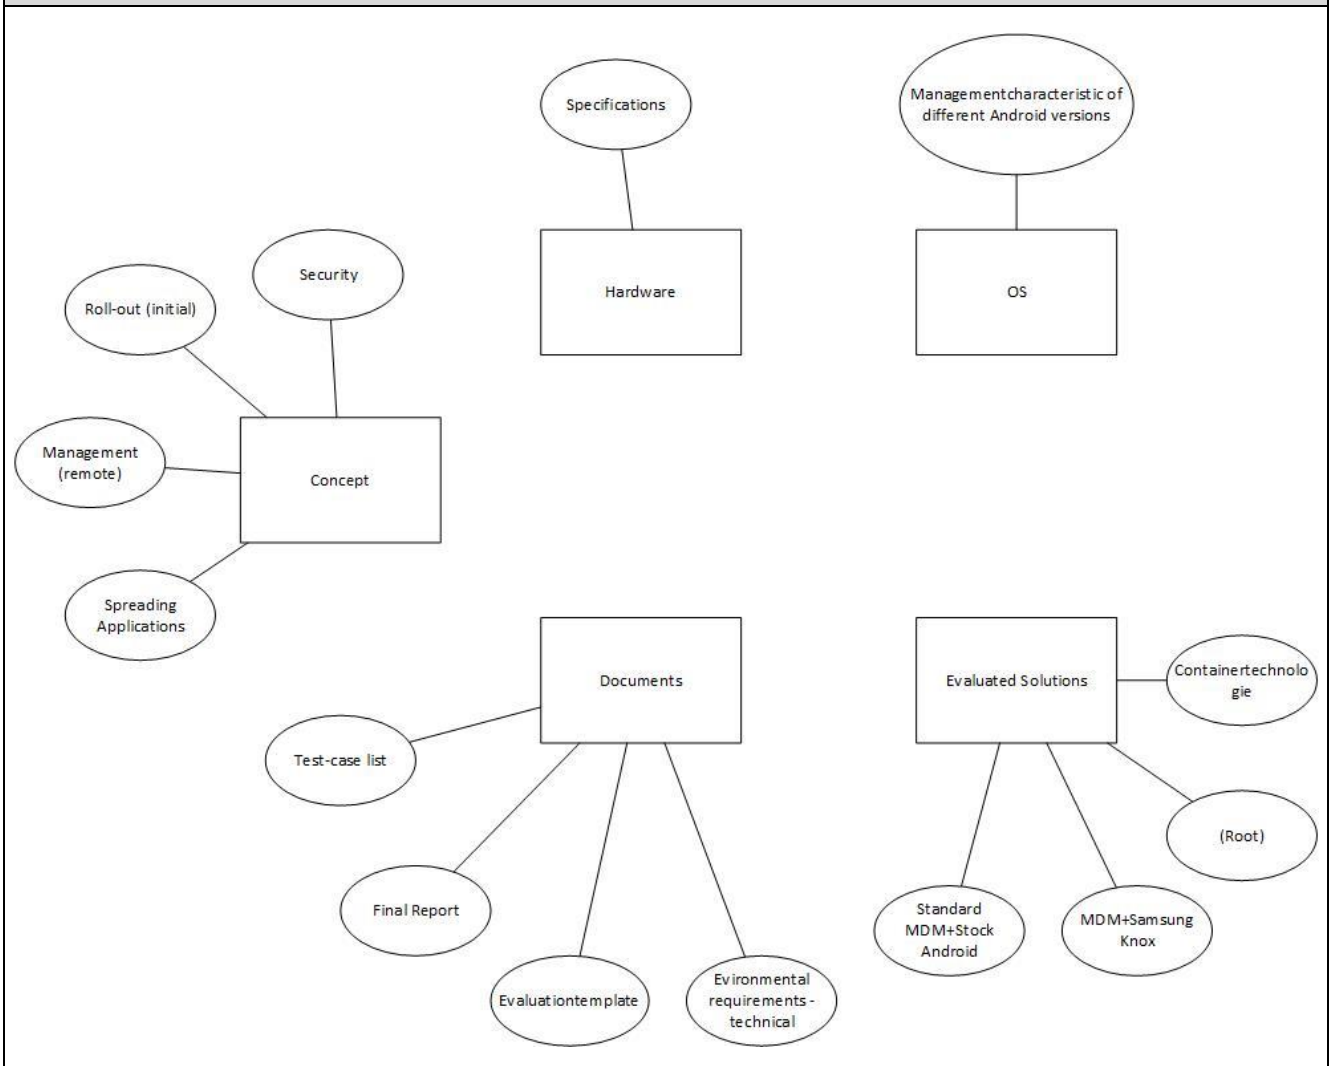 Specifications
Managementcharacteristic of
different Android versions
Security
Roll-out (initial)
Hardware
OS
Management
(remote)
Concept
Spreading
Applications
Documents
Evaluated Solutions
Containertechnolo
gie
Test-case list
(Root)
Final Report
Standard
MDM+Stock
Android
MDM+Samsung
Knox
Evaluationtemplate
Evironmental
requirements -
technical